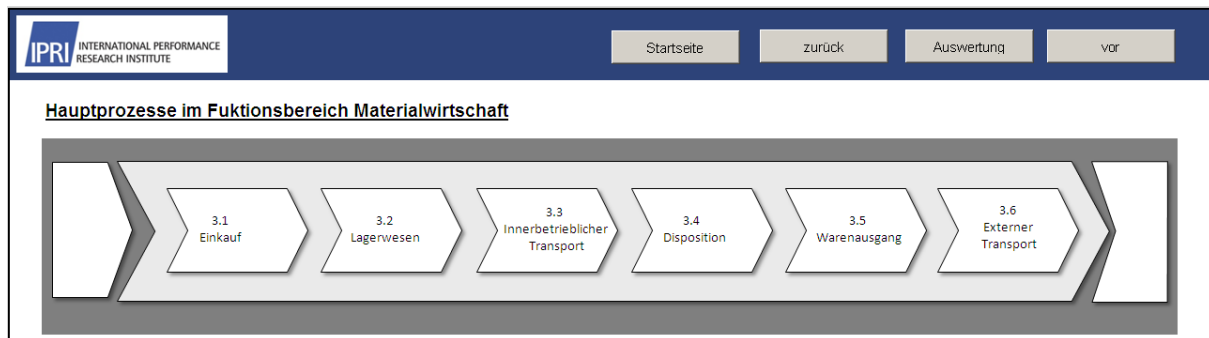 IPRI INTERNATIONAL PERFORMANCE
RESEARCH INSTITUTE
Startseite
zurück
Auswertung
vor
Hauptprozesse im Fuktionsbereich Materialwirtschaft
3.1
Einkauf
3.2
Lagerwesen
3.3
Innerbetrieblicher
Transport
3.4
Disposition
3.5
Warenausgang
3.6
Externer
Transport